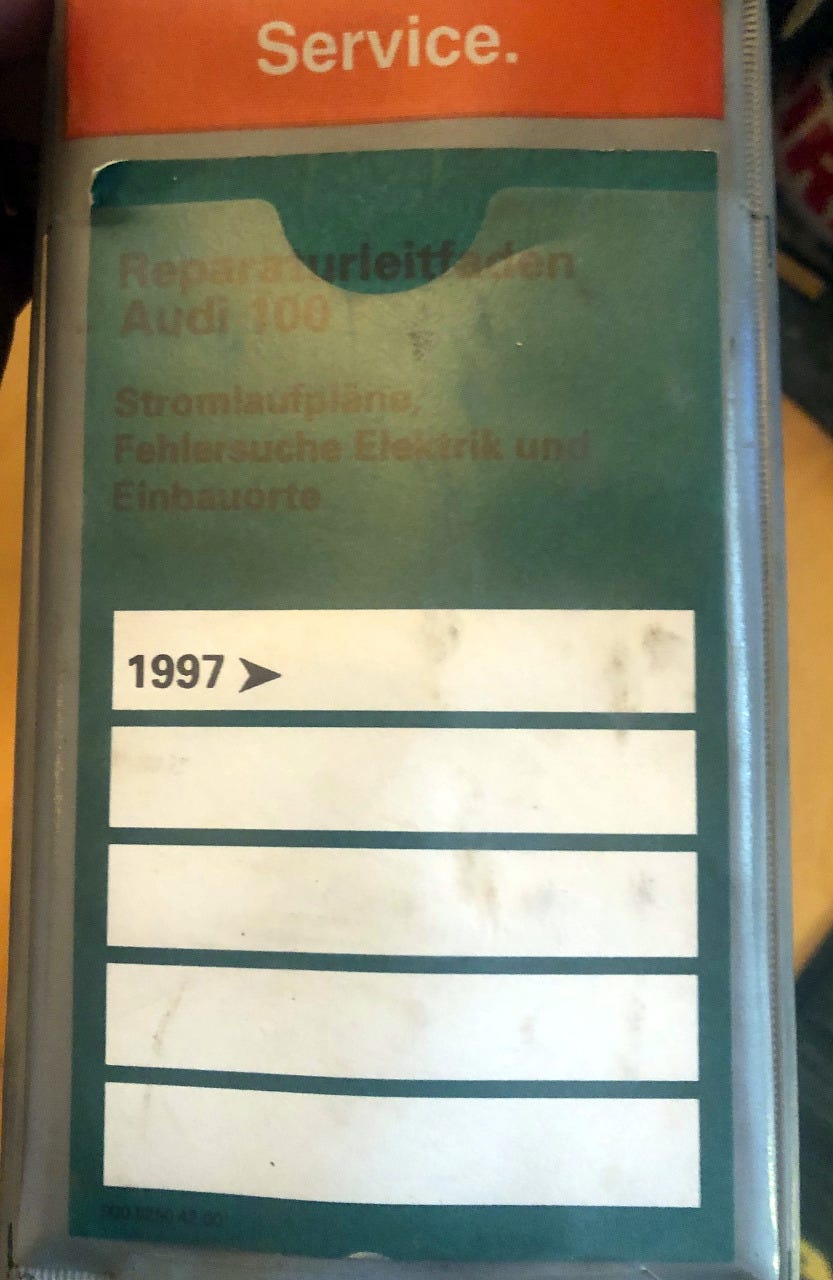 Service.
Reparaturleitfaden
Audi 100
Stromlaufpläne,
Fehlersuche Elektrik und
Einbauorte
1997 ➤